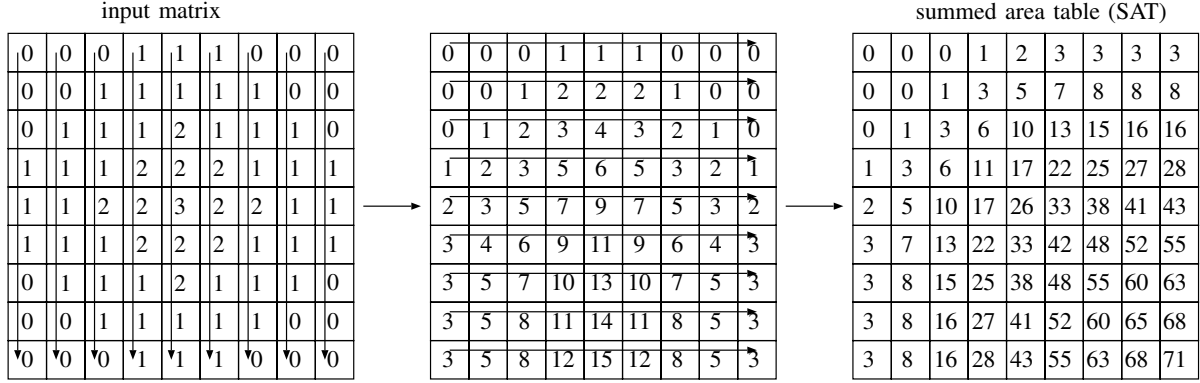 input matrix summed area table (SAT)
0 0 0 1 1 1 0 0 0 0 0 0 1 1 1 0 0 0 0 0 0 1 2 3 3 3 3
0 0 1 1 1 1 1 0 0 0 0 1 2 2 2 1 0 0 0 0 1 3 5 7 8 8 8
0 1 1 1 2 1 1 1 0 0 1 2 3 4 3 2 1 0 0 1 3 6 10 13 15 16 16
1 1 1 2 2 2 1 1 1 1 2 3 5 6 5 3 2 1 1 3 6 11 17 22 25 27 28
1 1 2 2 3 2 2 1 1 2 3 5 7 9 7 5 3 2 2 5 10 17 26 33 38 41 43
1 1 1 2 2 2 1 1 1 3 4 6 9 11 9 6 4 3 3 7 13 22 33 42 48 52 55
0 1 1 1 2 1 1 1 0 3 5 7 10 13 10 7 5 3 3 8 15 25 38 48 55 60 63
0 0 1 1 1 1 1 0 0 3 5 8 11 14 11 8 5 3 3 8 16 27 41 52 60 65 68
0 0 0 1 1 1 0 0 0 3 5 8 12 15 12 8 5 3 3 8 16 28 43 55 63 68 71